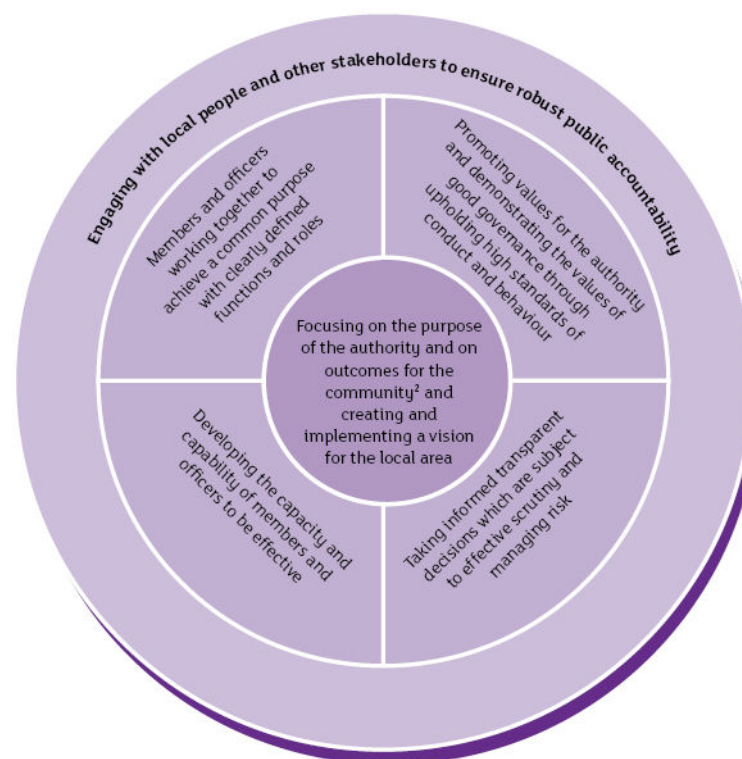 Engaging with local people and other stakeholders to ensure robust public accountability
Members and officers
working together to
achieve a common purpose
with clearly defined
functions and roles
Promoting values for the authority
and demonstrating the values of
good governance through
upholding high standards of
conduct and behaviour
Focusing on the purpose
of the authority and on
outcomes for the
community² and
creating and
implementing a vision
for the local area
Developing the capacity and
capability of members and
officers to be effective
Taking informed transparent
decisions which are subject
to effective scrutiny and
managing risk